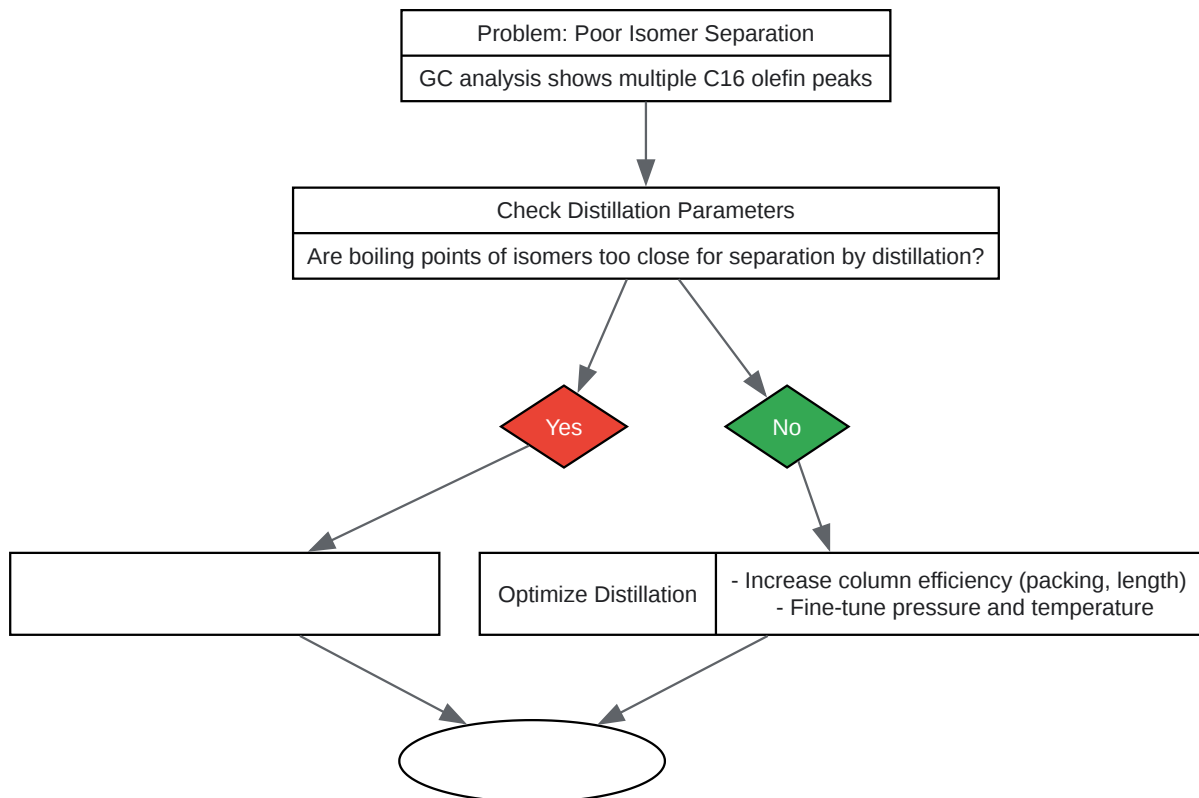 Problem: Poor Isomer Separation
GC analysis shows multiple C16 olefin peaks
Check Distillation Parameters
Are boiling points of isomers too close for separation by distillation?
Yes
No
Optimize Distillation
- Increase column efficiency (packing, length)
- Fine-tune pressure and temperature